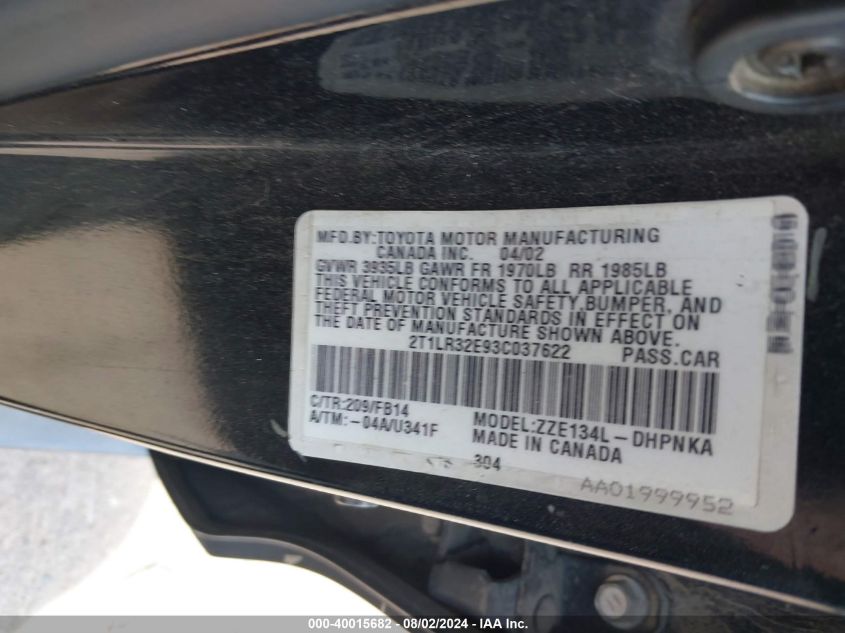 MFD.BY:TOYOTA MOTOR MANUFACTURING
CANADA INC. 04/02
GVWR 3935LB GAWR FR 1970LB RR 1985LB
THIS VEHICLE CONFORMS TO ALL APPLICABLE
FEDERAL MOTOR VEHICLE SAFETY,BUMPER, AND
THEFT PREVENTION STANDARDS IN EFFECT ON
THE DATE OF MANUFACTURE SHOWN ABOVE.
2T1LR32E93C037622 PASS.CAR
C/TR:209/FB14 MODEL:ZZE134L-DHPNKA
A/TM:-04A/U341F MADE IN CANADA
304
AA01999952
000-40015682 - 08/02/2024 - © IAA Inc.